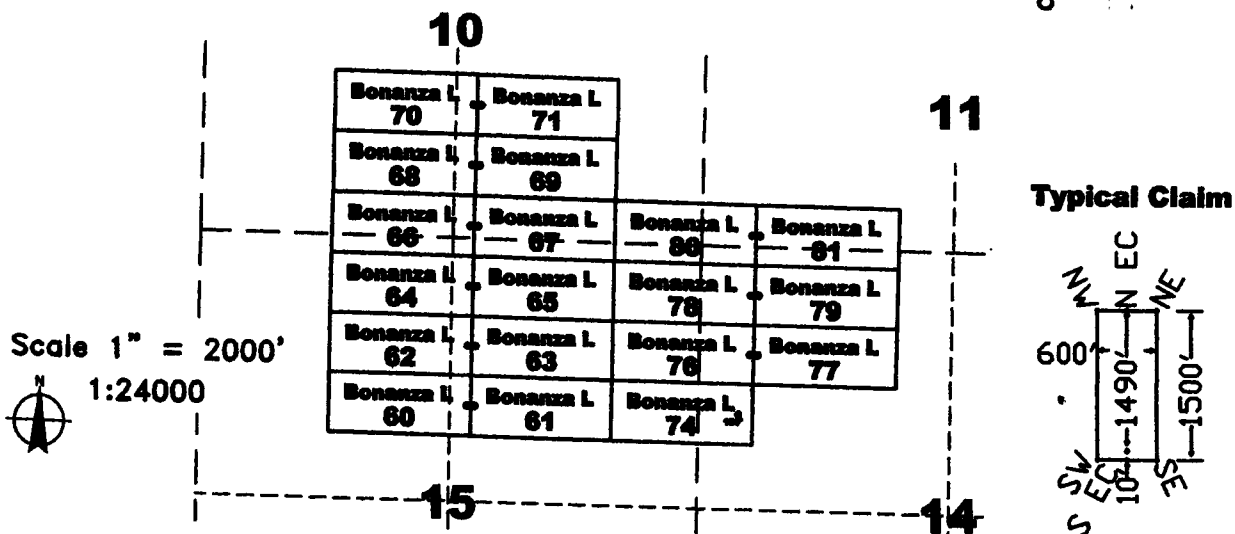 10
11
Bonanza L
70
Bonanza L
71
Bonanza L
68
Bonanza L
69
Bonanza L
66
Bonanza L
67
Bonanza L
80
Bonanza L
81
Bonanza L
64
Bonanza L
65
Bonanza L
78
Bonanza L
79
Bonanza L
62
Bonanza L
63
Bonanza L
76
Bonanza L
77
Bonanza L
60
Bonanza L
61
Bonanza L
74
15
14
Scale 1" = 2000'
1:24000
N
Typical Claim
NW
N EC
NE
600'
1490'
1500'
10'
SW
S EC
SE